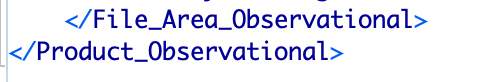 </File_Area_Observational>
</Product_Observational>